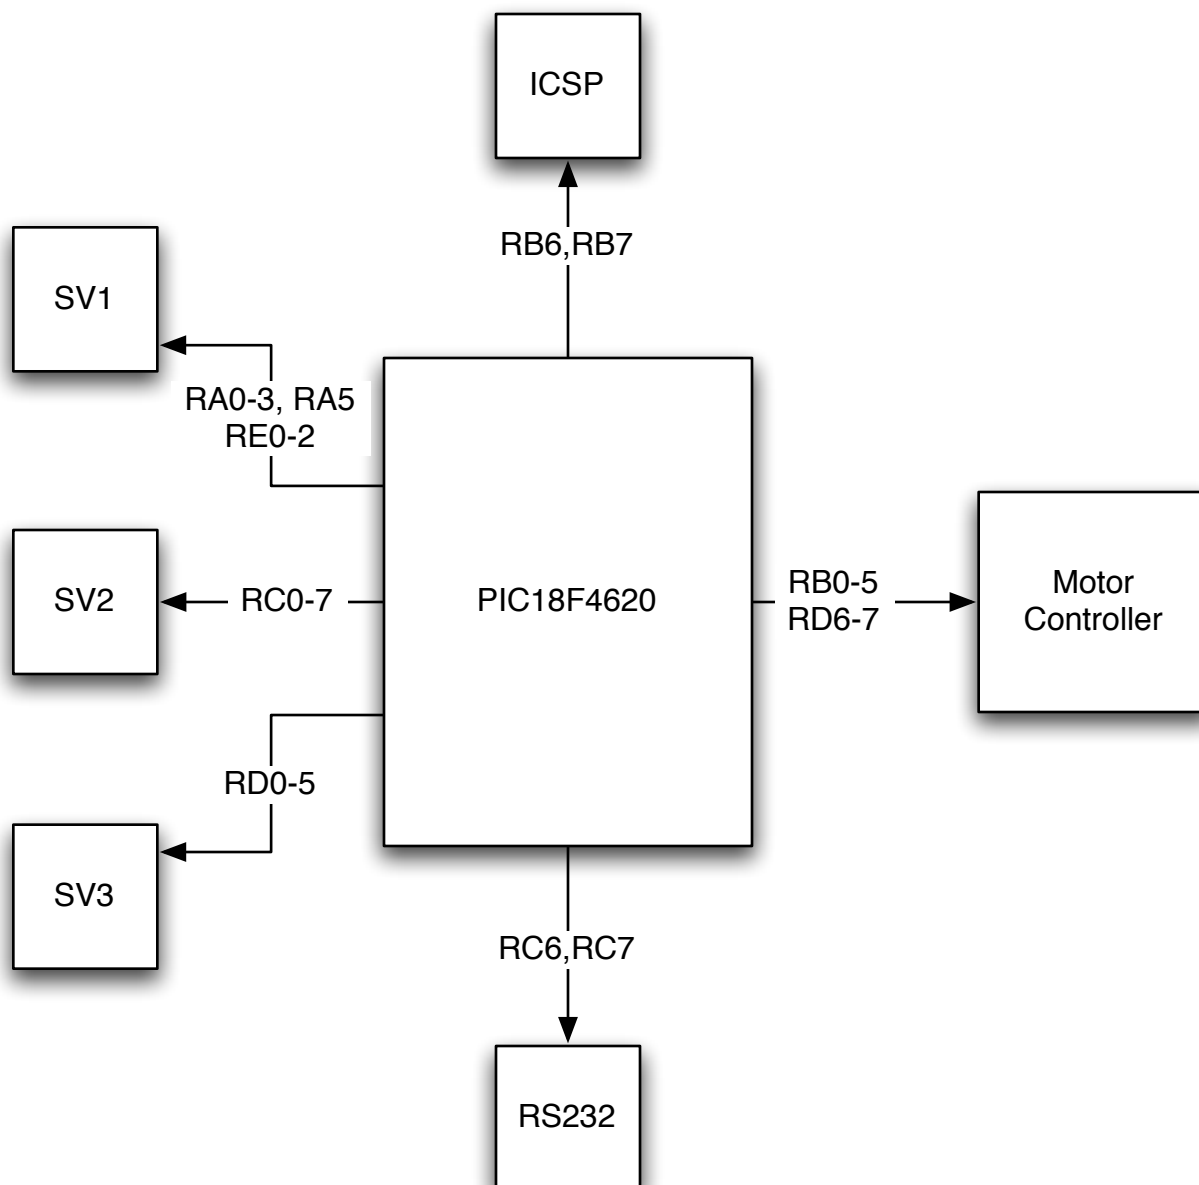 ICSP
RB6,RB7
SV1
RA0-3, RA5
RE0-2
SV2
RC0-7
PIC18F4620
RB0-5
RD6-7
Motor
Controller
RD0-5
SV3
RC6,RC7
RS232